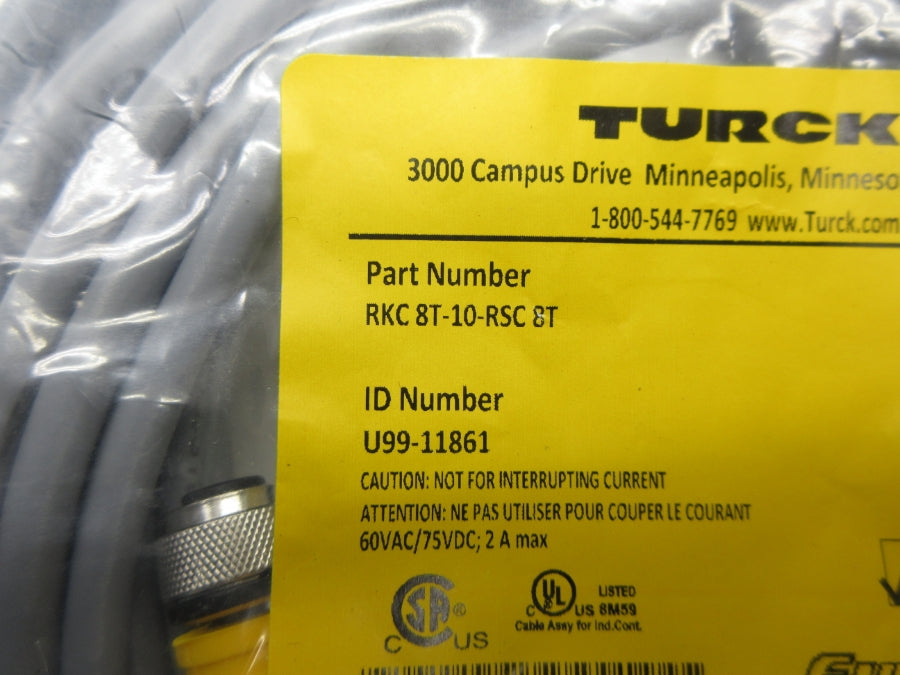 TURCK
3000 Campus Drive Minneapolis, Minneso
1-800-544-7769 www.Turck.com
Part Number
RKC 8T-10-RSC 8T
ID Number
U99-11861
CAUTION: NOT FOR INTERRUPTING CURRENT
ATTENTION: NE PAS UTILISER POUR COUPER LE COURANT
60VAC/75VDC; 2 A max
C SA ® US
C UL US LISTED 8M59
Cable Assy for Ind.Cont.